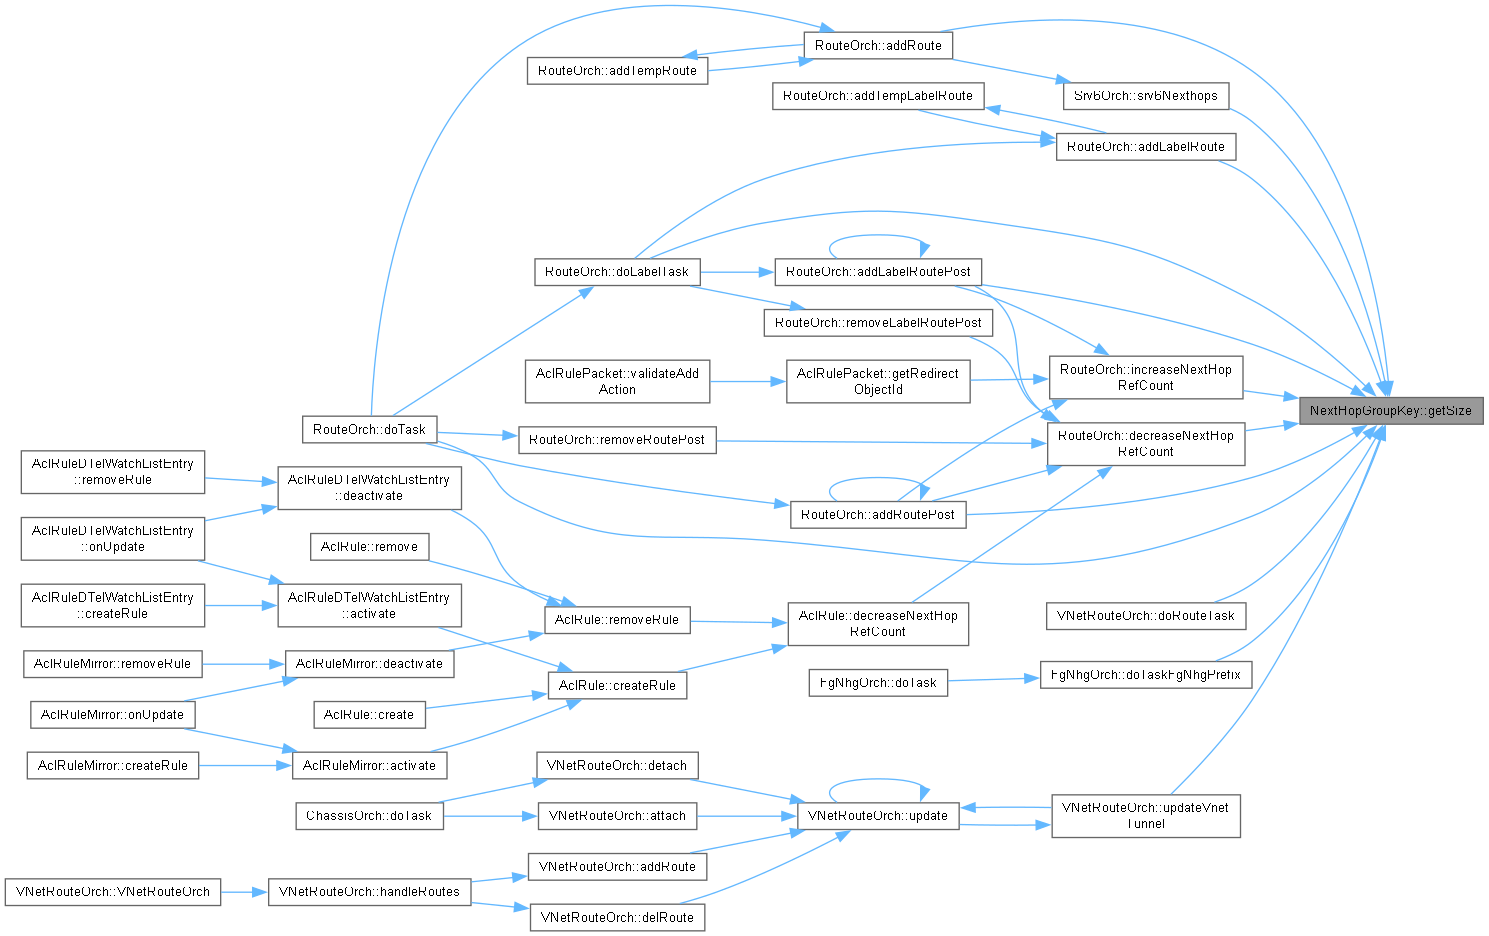 RouteOrch::addRoute
RouteOrch::addTempRoute
RouteOrch::addTempLabelRoute
Srv6Orch::srv6Nexthops
RouteOrch::addLabelRoute
RouteOrch::doLabelTask
RouteOrch::addLabelRoutePost
RouteOrch::removeLabelRoutePost
AclRulePacket::validateAdd
Action
AclRulePacket::getRedirect
ObjectId
RouteOrch::increaseNextHop
RefCount
NextHopGroupKey::getSize
RouteOrch::doTask
RouteOrch::removeRoutePost
RouteOrch::decreaseNextHop
RefCount
AclRuleDTelWatchListEntry
::removeRule
AclRuleDTelWatchListEntry
::deactivate
RouteOrch::addRoutePost
AclRuleDTelWatchListEntry
::onUpdate
AclRule::remove
AclRuleDTelWatchListEntry
::createRule
AclRuleDTelWatchListEntry
::activate
AclRule::removeRule
AclRule::decreaseNextHop
RefCount
VNetRouteOrch::doRouteTask
AclRuleMirror::removeRule
AclRuleMirror::deactivate
AclRule::createRule
FgNhgOrch::doTask
FgNhgOrch::doTaskFgNhgPrefix
AclRuleMirror::onUpdate
AclRule::create
AclRuleMirror::createRule
AclRuleMirror::activate
VNetRouteOrch::detach
ChassisOrch::doTask
VNetRouteOrch::attach
VNetRouteOrch::update
VNetRouteOrch::updateVnet
Tunnel
VNetRouteOrch::addRoute
VNetRouteOrch::VNetRouteOrch
VNetRouteOrch::handleRoutes
VNetRouteOrch::delRoute